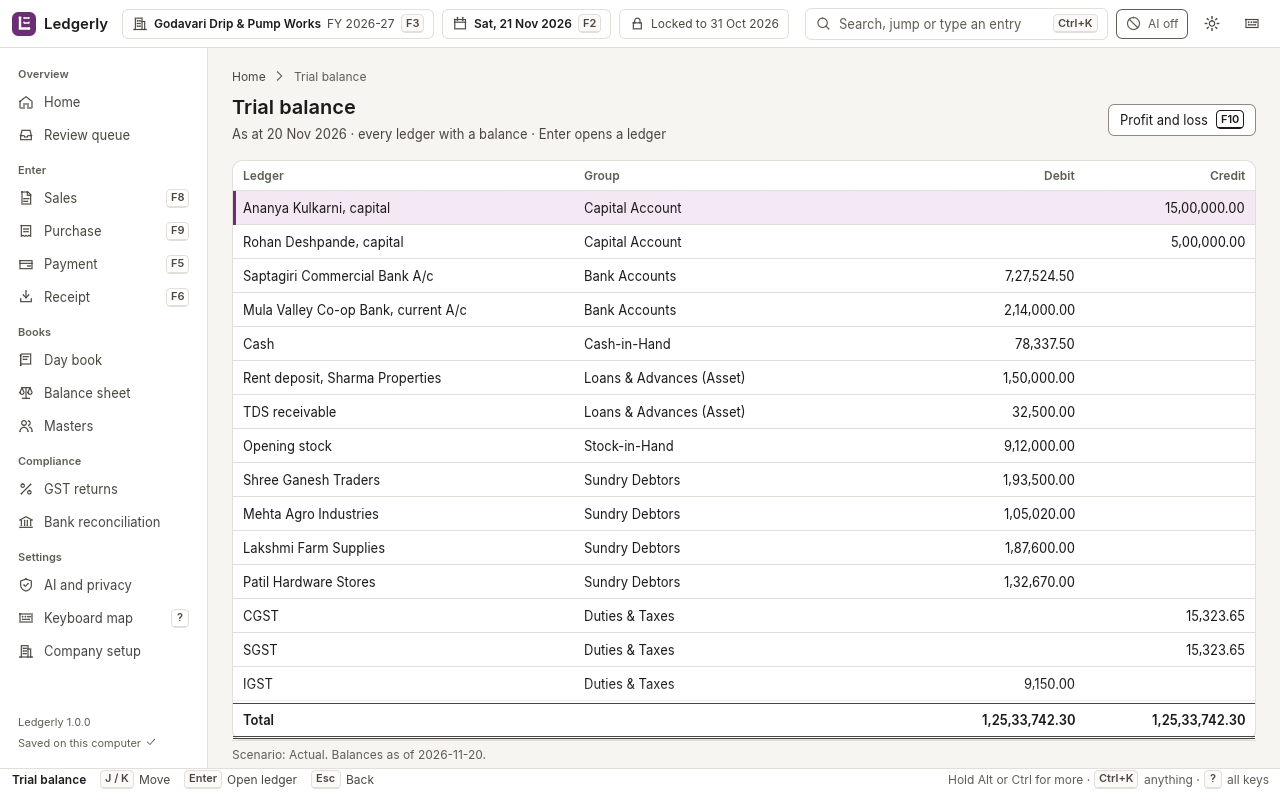 Ledgerly
Godavari Drip & Pump Works FY 2026-27 F3
Sat, 21 Nov 2026 F2
Locked to 31 Oct 2026
Search, jump or type an entry Ctrl+K
AI off
Overview
Home
Review queue
Enter
Sales F8
Purchase F9
Payment F5
Receipt F6
Books
Day book
Balance sheet
Masters
Compliance
GST returns
Bank reconciliation
Settings
AI and privacy
Keyboard map ?
Company setup
Ledgerly 1.0.0
Saved on this computer
Home Trial balance
Trial balance
As at 20 Nov 2026 · every ledger with a balance · Enter opens a ledger
Profit and loss F10
Ledger Group Debit Credit
Ananya Kulkarni, capital Capital Account 15,00,000.00
Rohan Deshpande, capital Capital Account 5,00,000.00
Saptagiri Commercial Bank A/c Bank Accounts 7,27,524.50
Mula Valley Co-op Bank, current A/c Bank Accounts 2,14,000.00
Cash Cash-in-Hand 78,337.50
Rent deposit, Sharma Properties Loans & Advances (Asset) 1,50,000.00
TDS receivable Loans & Advances (Asset) 32,500.00
Opening stock Stock-in-Hand 9,12,000.00
Shree Ganesh Traders Sundry Debtors 1,93,500.00
Mehta Agro Industries Sundry Debtors 1,05,020.00
Lakshmi Farm Supplies Sundry Debtors 1,87,600.00
Patil Hardware Stores Sundry Debtors 1,32,670.00
CGST Duties & Taxes 15,323.65
SGST Duties & Taxes 15,323.65
IGST Duties & Taxes 9,150.00
Total 1,25,33,742.30 1,25,33,742.30
Scenario: Actual. Balances as of 2026-11-20.
Trial balance J / K Move Enter Open ledger Esc Back
Hold Alt or Ctrl for more · Ctrl+K anything · ? all keys